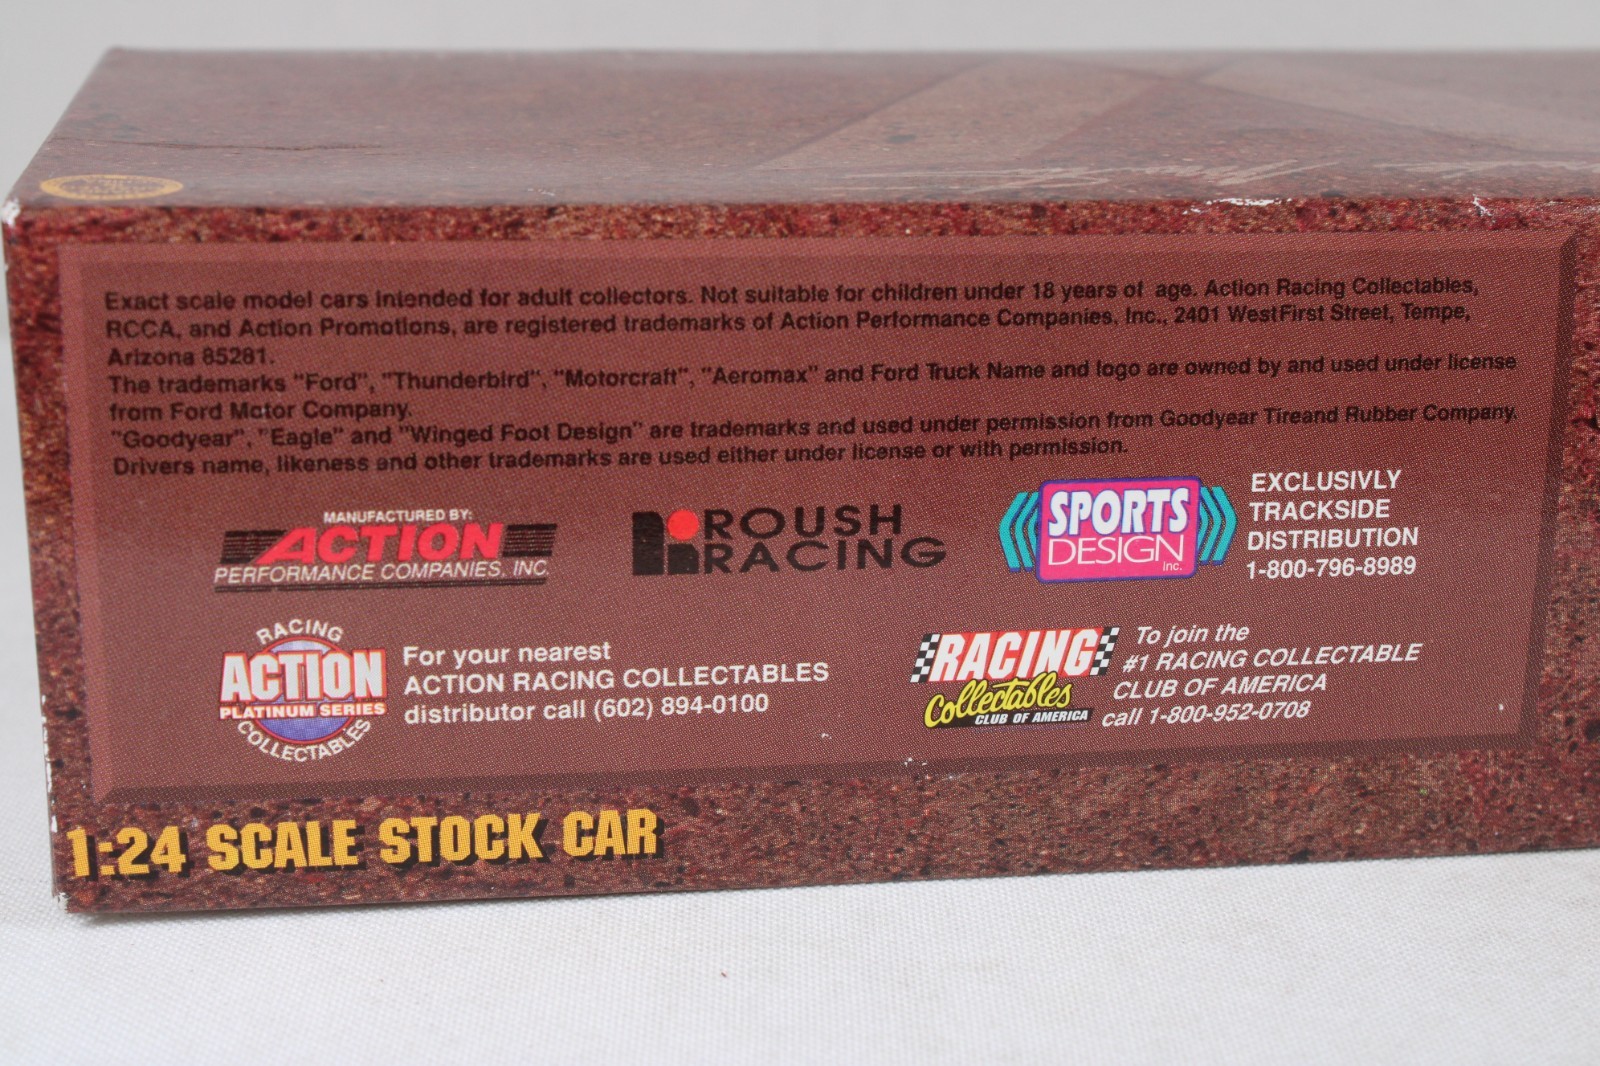 Exact scale model cars intended for adult collectors. Not suitable for children under 18 years of age. Action Racing Collectables,
RCCA, and Action Promotions, are registered trademarks of Action Performance Companies, Inc., 2401 WestFirst Street, Tempe,
Arizona 85281.
The trademarks "Ford", "Thunderbird", "Motorcraft", "Aeromax" and Ford Truck Name and logo are owned by and used under license
from Ford Motor Company.
"Goodyear", "Eagle" and "Winged Foot Design" are trademarks and used under permission from Goodyear Tireand Rubber Company.
Drivers name, likeness and other trademarks are used either under license or with permission.
MANUFACTURED BY:
ACTION
PERFORMANCE COMPANIES, INC.
ROUSH
RACING
SPORTS
DESIGN
inc.
EXCLUSIVLY
TRACKSIDE
DISTRIBUTION
1-800-796-8989
RACING
ACTION
PLATINUM SERIES
COLLECTABLES
For your nearest
ACTION RACING COLLECTABLES
distributor call (602) 894-0100
RACING
Collectables
CLUB OF AMERICA
To join the
#1 RACING COLLECTABLE
CLUB OF AMERICA
call 1-800-952-0708
1:24 SCALE STOCK CAR